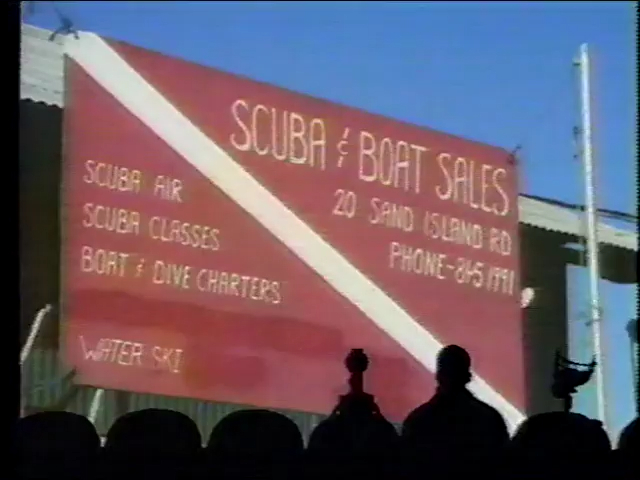 SCUBA & BOAT SALES
20 SAND ISLAND RD
PHONE-845 1991
SCUBA AIR
SCUBA CLASSES
BOAT & DIVE CHARTERS
WATER SKI